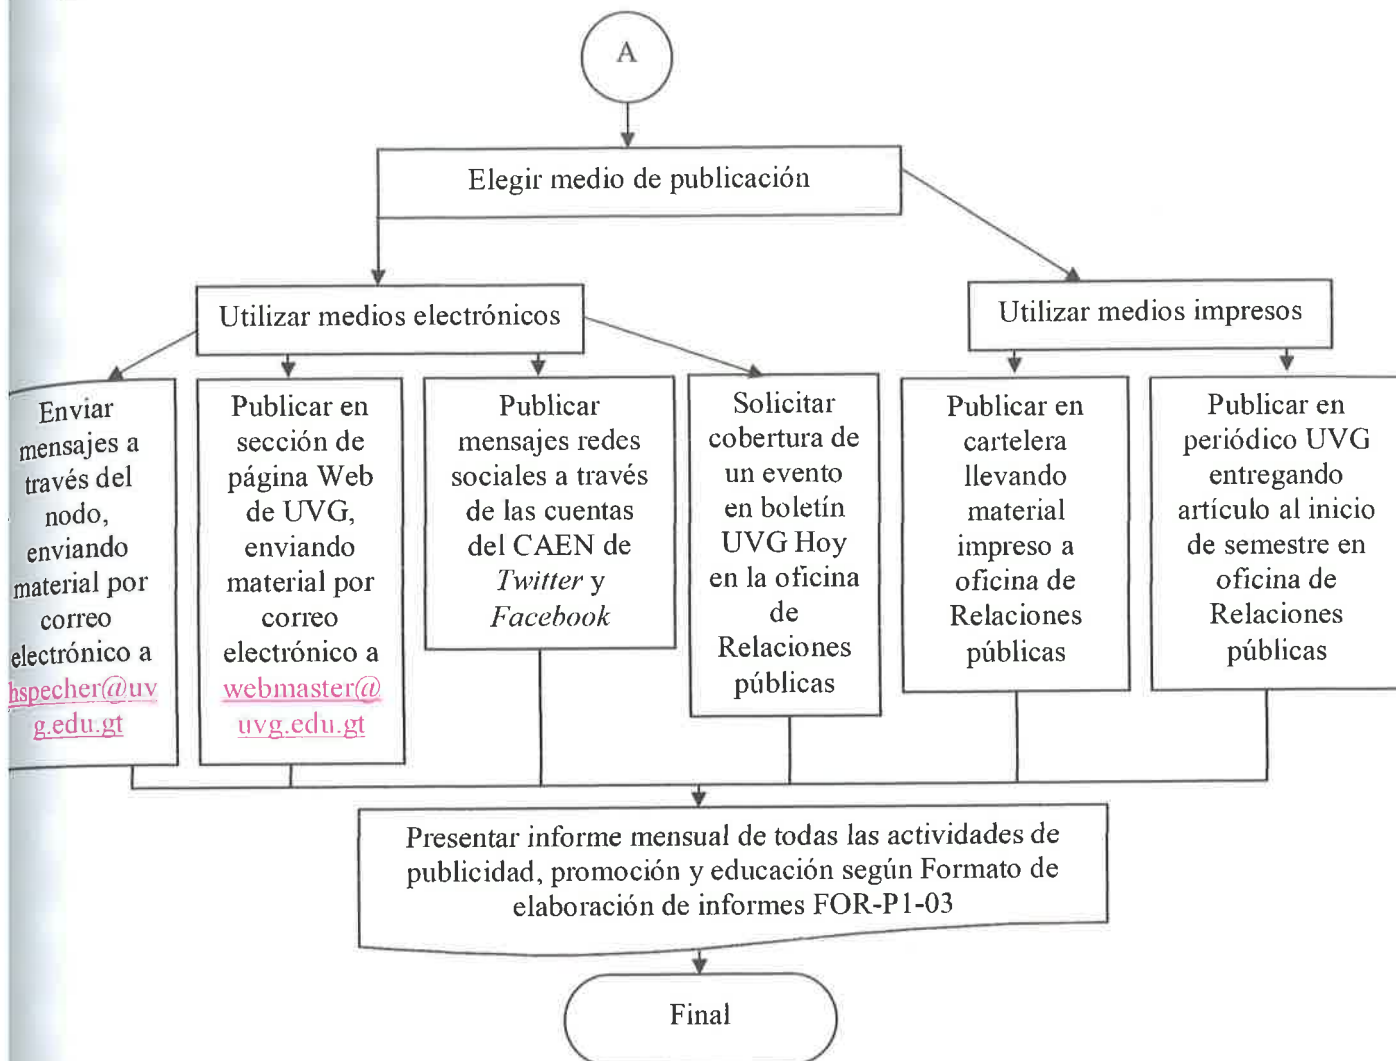 A
Elegir medio de publicación
Utilizar medios electrónicos
Utilizar medios impresos
Enviar
mensajes a
través del
nodo,
enviando
material por
correo
electrónico a
hspecher@uv
g.edu.gt
Publicar en
sección de
página Web
de UVG,
enviando
material por
correo
electrónico a
webmaster@
uvg.edu.gt
Publicar
mensajes redes
sociales a través
de las cuentas
del CAEN de
Twitter y
Facebook
Solicitar
cobertura de
un evento
en boletín
UVG Hoy
en la oficina
de
Relaciones
públicas
Publicar en
cartelera
llevando
material
impreso a
oficina de
Relaciones
públicas
Publicar en
periódico UVG
entregando
artículo al inicio
de semestre en
oficina de
Relaciones
públicas
Presentar informe mensual de todas las actividades de
publicidad, promoción y educación según Formato de
elaboración de informes FOR-P1-03
Final